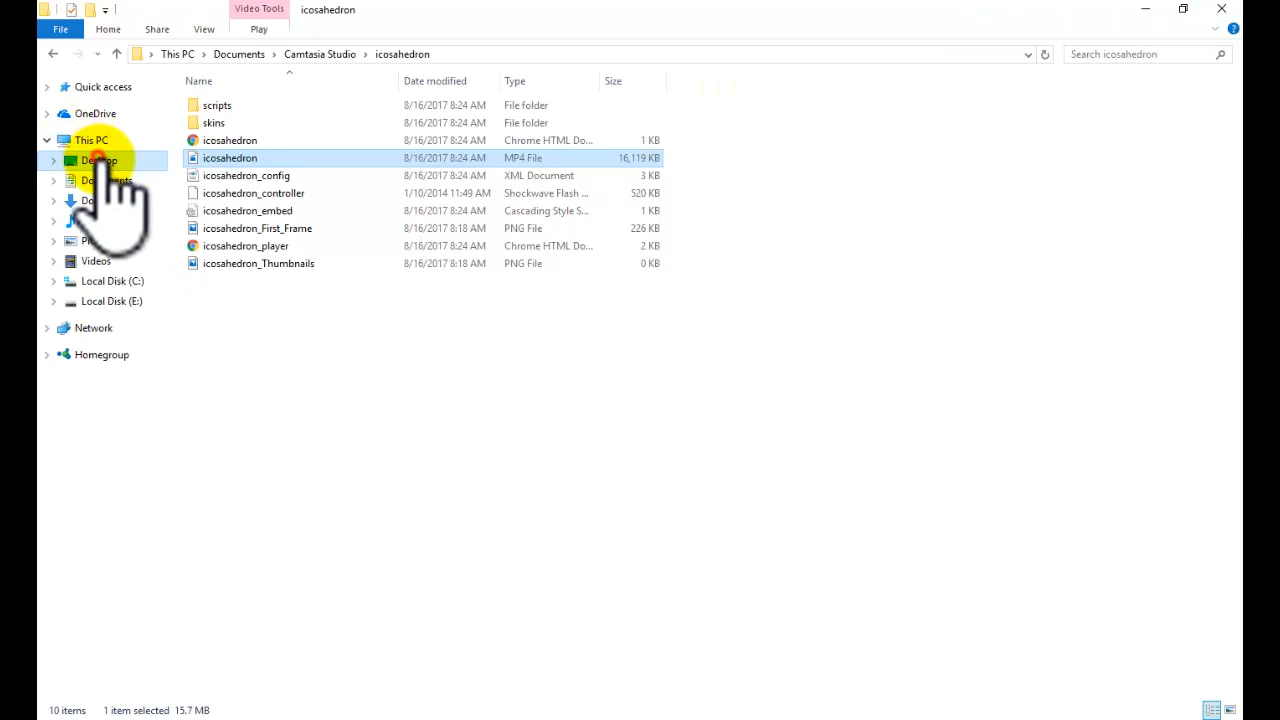 Video Tools
icosahedron
File Home Share View Play
This PC Documents Camtasia Studio icosahedron
Search icosahedron
Name Date modified Type Size
Quick access
OneDrive
This PC
Desktop
Videos
Local Disk (C:)
Local Disk (E:)
Network
Homegroup
scripts 8/16/2017 8:24 AM File folder
skins 8/16/2017 8:24 AM File folder
icosahedron 8/16/2017 8:24 AM Chrome HTML Do... 1 KB
icosahedron 8/16/2017 8:24 AM MP4 File 16,119 KB
icosahedron_config 8/16/2017 8:24 AM XML Document 3 KB
icosahedron_controller 1/10/2014 11:49 AM Shockwave Flash ... 520 KB
icosahedron_embed 8/16/2017 8:24 AM Cascading Style S... 1 KB
icosahedron_First_Frame 8/16/2017 8:18 AM PNG File 226 KB
icosahedron_player 8/16/2017 8:24 AM Chrome HTML Do... 2 KB
icosahedron_Thumbnails 8/16/2017 8:18 AM PNG File 0 KB
10 items 1 item selected 15.7 MB